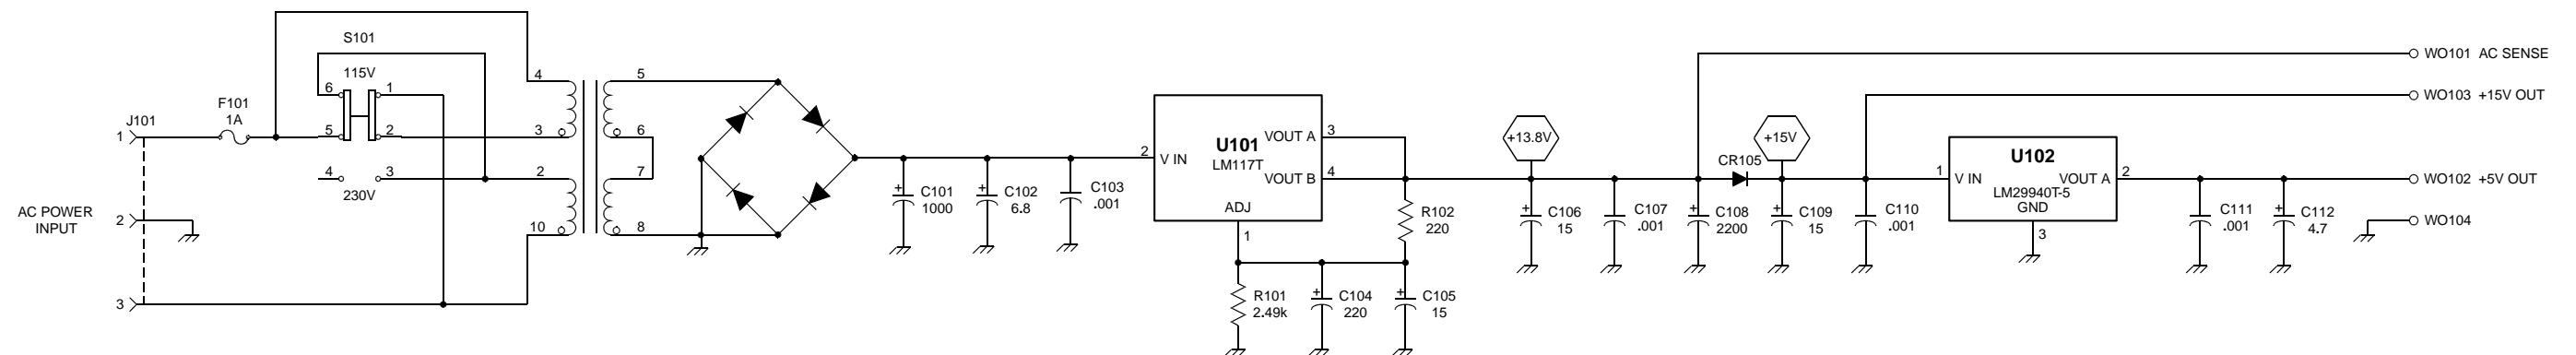 S101
115V
6
1
5
2
4
3
230V
F101
1A
J101
1
2
3
AC POWER
INPUT
4
3
2
10
5
6
7
8
C101
1000
C102
6.8
C103
.001
2
V IN
U101
LM117T
VOUT A
3
VOUT B
4
ADJ
1
R101
2.49k
C104
220
C105
15
R102
220
+13.8V
C106
15
C107
.001
C108
2200
CR105
+15V
C109
15
C110
.001
1
V IN
U102
LM29940T-5
VOUT A
2
GND
3
C111
.001
C112
4.7
WO101 AC SENSE
WO103 +15V OUT
WO102 +5V OUT
WO104
+
+
+
+
+
+
+
+